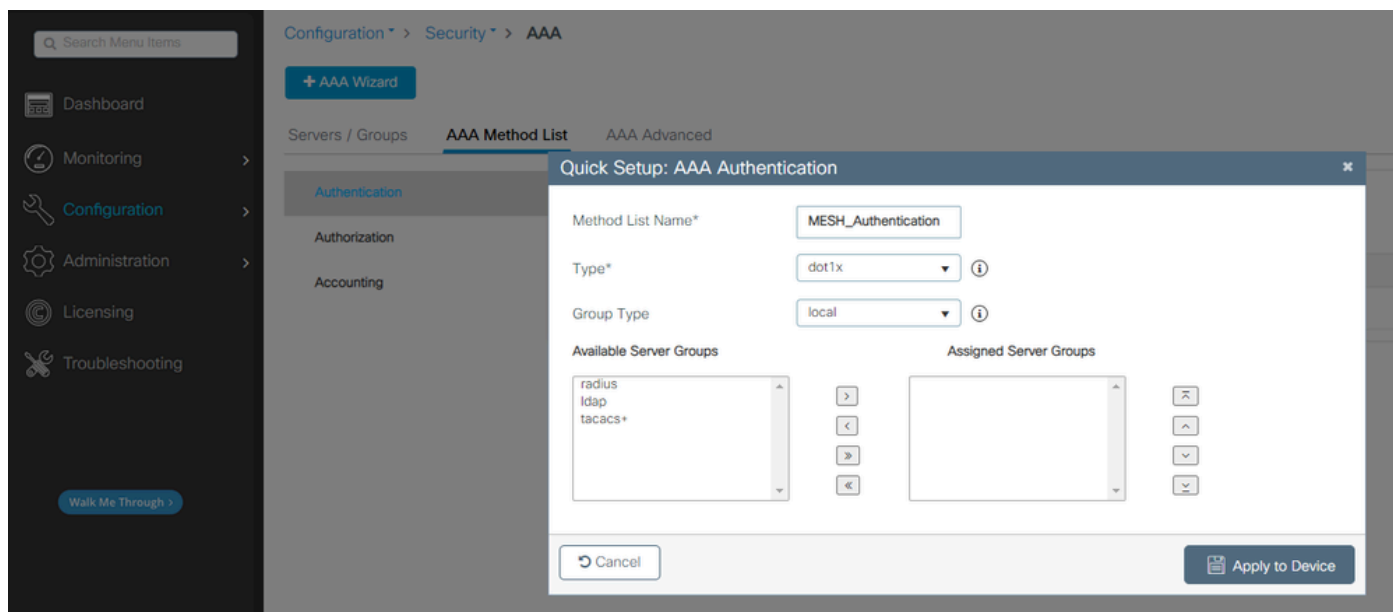 Search Menu Items
Dashboard
Monitoring
Configuration
Administration
Licensing
Troubleshooting
Walk Me Through >
Configuration > Security > AAA
+ AAA Wizard
Servers / Groups AAA Method List AAA Advanced
Authentication
Authorization
Accounting
Quick Setup: AAA Authentication
Method List Name* MESH_Authentication
Type* dot1x
Group Type local
Available Server Groups Assigned Server Groups
radius
ldap
tacacs+
Cancel Apply to Device